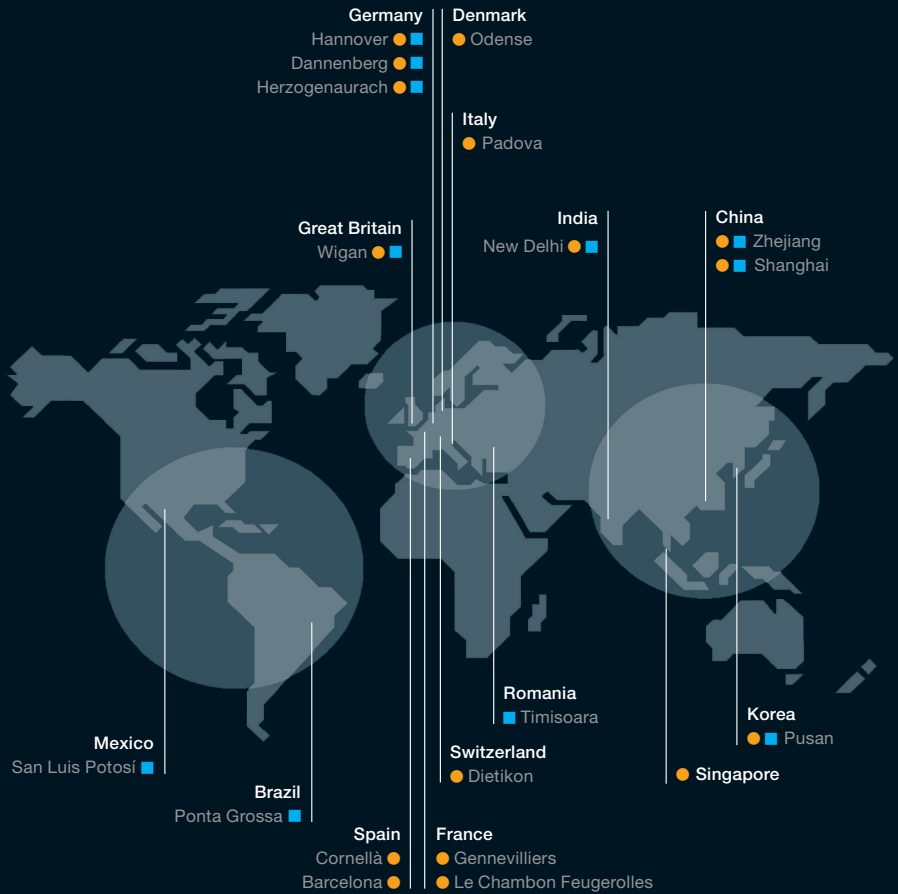 Germany
Hannover
Dannenberg
Herzogenaurach
Denmark
Odense
Italy
Padova
Great Britain
Wigan
India
New Delhi
China
Zhejiang
Shanghai
Mexico
San Luis Potosí
Brazil
Ponta Grossa
Romania
Timisoara
Switzerland
Dietikon
Korea
Pusan
Singapore
Spain
Cornellà
Barcelona
France
Gennevilliers
Le Chambon Feugerolles